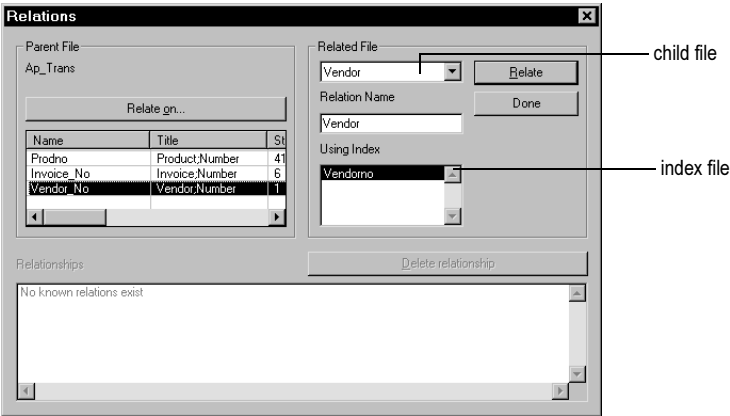 Relations
Parent File
Ap_Trans
Relate on...
Name Title St
Prodno Product;Number 41
Invoice_No Invoice;Number 6
Vendor_No Vendor;Number 1
Related File
Vendor
Relation Name
Vendor
Using Index
Vendorno
Relate
Done
child file
index file
Relationships
Delete relationship
No known relations exist